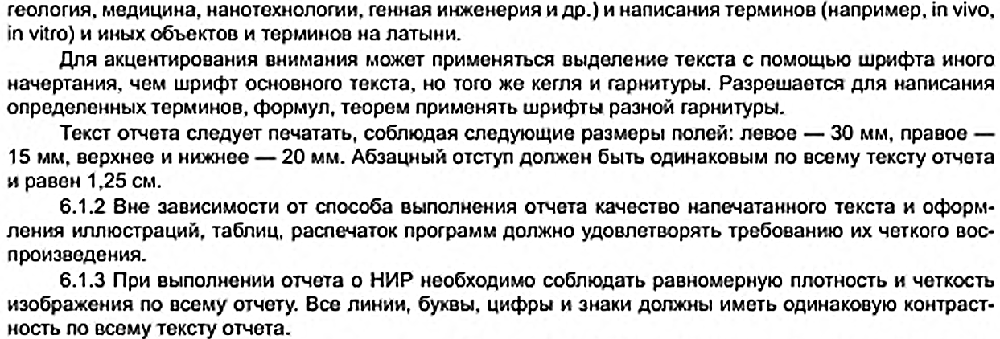 геология, медицина, нанотехнологии, генная инженерия и др.) и написания терминов (например, in vivo,
in vitro) и иных объектов и терминов на латыни.
Для акцентирования внимания может применяться выделение текста с помощью шрифта иного
начертания, чем шрифт основного текста, но того же кегля и гарнитуры. Разрешается для написания
определенных терминов, формул, теорем применять шрифты разной гарнитуры.
Текст отчета следует печатать, соблюдая следующие размеры полей: левое — 30 мм, правое —
15 мм, верхнее и нижнее — 20 мм. Абзацный отступ должен быть одинаковым по всему тексту отчета
и равен 1,25 см.
6.1.2 Вне зависимости от способа выполнения отчета качество напечатанного текста и оформ-
ления иллюстраций, таблиц, распечаток программ должно удовлетворять требованию их четкого вос-
произведения.
6.1.3 При выполнении отчета о НИР необходимо соблюдать равномерную плотность и четкость
изображения по всему отчету. Все линии, буквы, цифры и знаки должны иметь одинаковую контраст-
ность по всему тексту отчета.